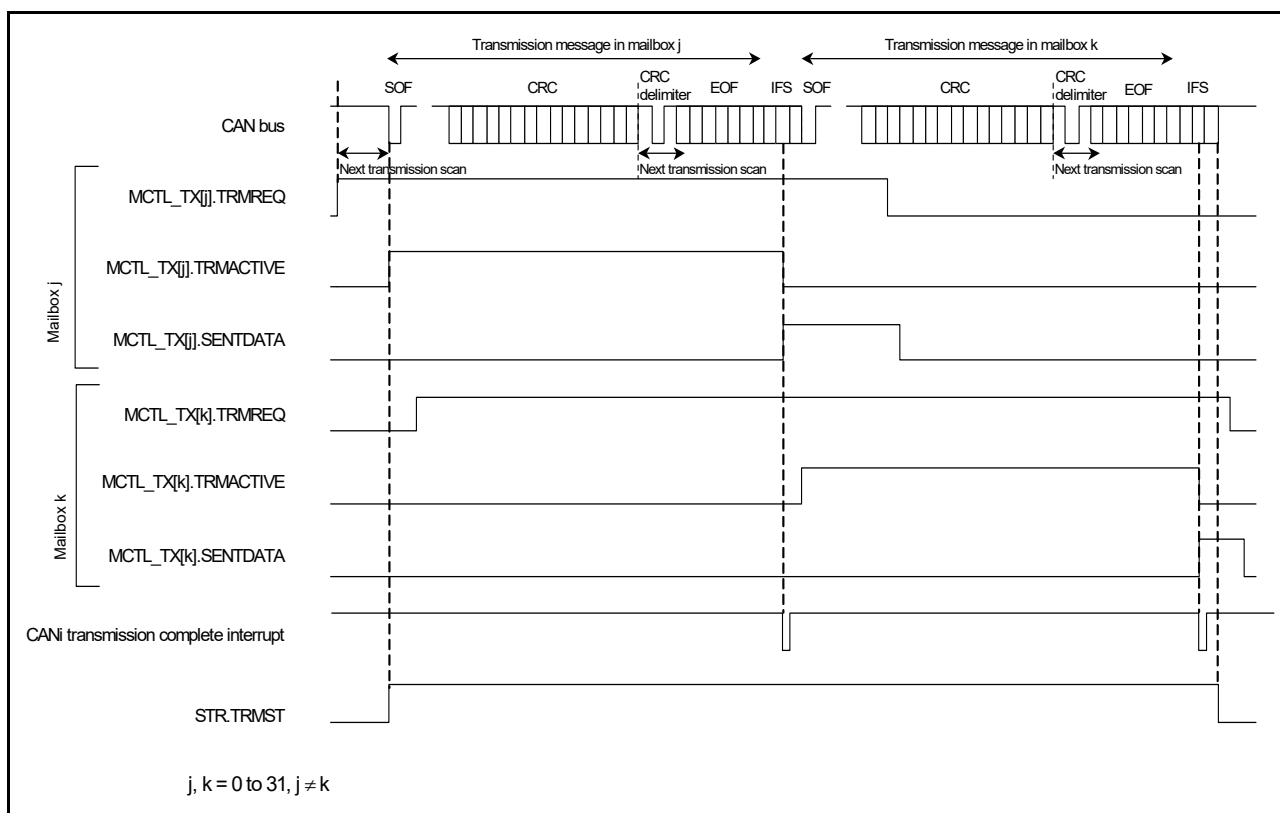 Transmission message in mailbox j
Transmission message in mailbox k
SOF
CRC
CRC
delimiter
EOF
IFS
SOF
CRC
CRC
delimiter
EOF
IFS
CAN bus
Next transmission scan
Next transmission scan
Next transmission scan
Mailbox j
MCTL_TX[j].TRMREQ
MCTL_TX[j].TRMACTIVE
MCTL_TX[j].SENTDATA
Mailbox k
MCTL_TX[k].TRMREQ
MCTL_TX[k].TRMACTIVE
MCTL_TX[k].SENTDATA
CANi transmission complete interrupt
STR.TRMST
j, k = 0 to 31, j ≠ k